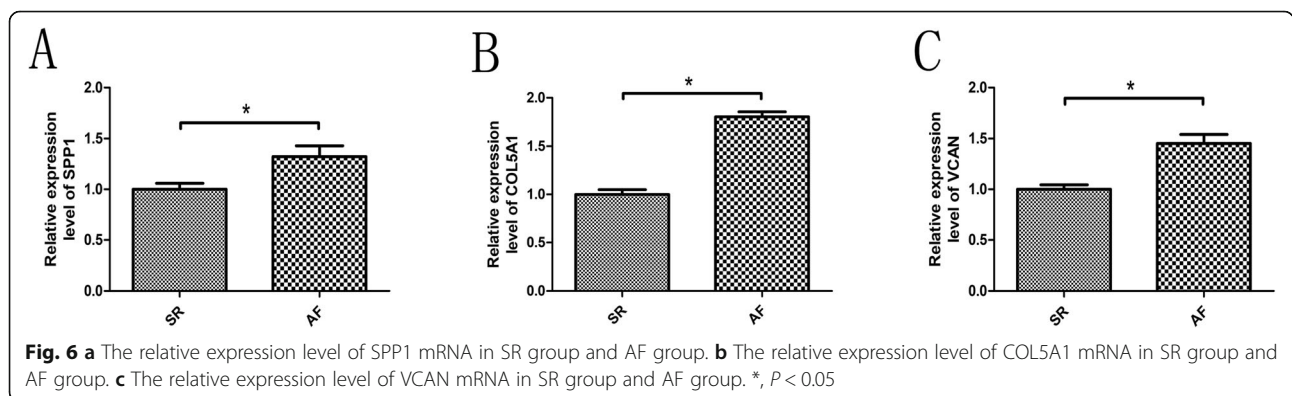 A
Relative expression
level of SPP1
2.0
1.5
1.0
0.5
0.0
*
SR
AF
B
Relative expression
level of COL5A1
2.0
1.5
1.0
0.5
0.0
*
SR
AF
C
Relative expression
level of VCAN
2.0
1.5
1.0
0.5
0.0
*
SR
AF
Fig. 6 a The relative expression level of SPP1 mRNA in SR group and AF group. b The relative expression level of COL5A1 mRNA in SR group and
AF group. c The relative expression level of VCAN mRNA in SR group and AF group. *, P < 0.05